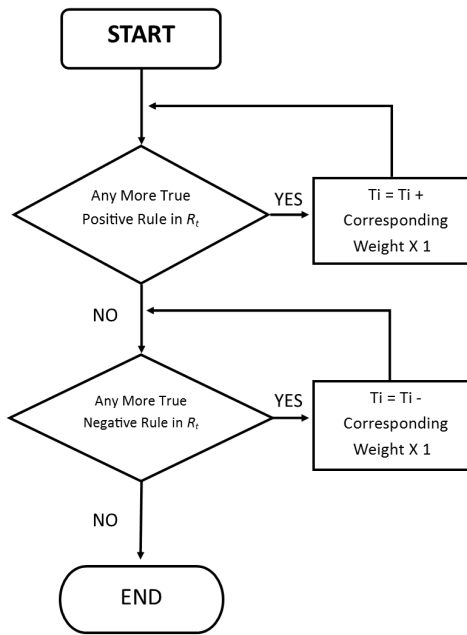 START
Any More True
Positive Rule in Rt
YES
Ti = Ti +
Corresponding
Weight X 1
NO
Any More True
Negative Rule in Rt
YES
Ti = Ti -
Corresponding
Weight X 1
NO
END